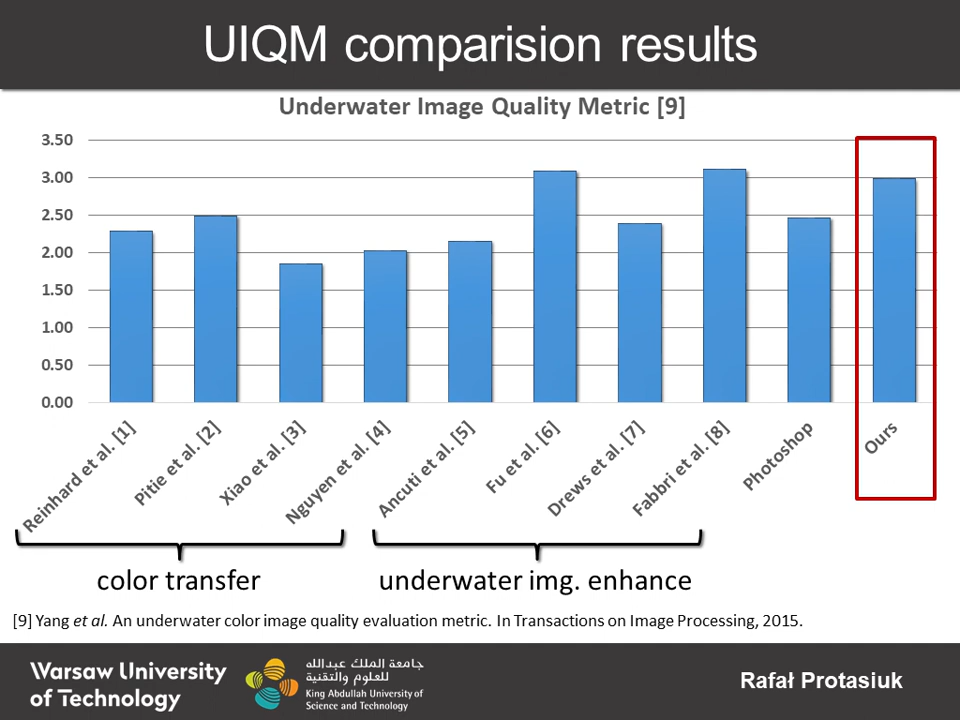 UIQM comparision results
Underwater Image Quality Metric [9]
3.50
3.00
2.50
2.00
1.50
1.00
0.50
0.00
Reinhard et al. [1]
Pitie et al. [2]
Xiao et al. [3]
Nguyen et al. [4]
Ancuti et al. [5]
Fu et al. [6]
Drews et al. [7]
Fabbri et al. [8]
Photoshop
Ours
color transfer
underwater img. enhance
[9] Yang et al. An underwater color image quality evaluation metric. In Transactions on Image Processing, 2015.
Warsaw University
of Technology
جامعة الملك عبدالله
للعلوم والتقنية
King Abdullah University of
Science and Technology
Rafał Protasiuk